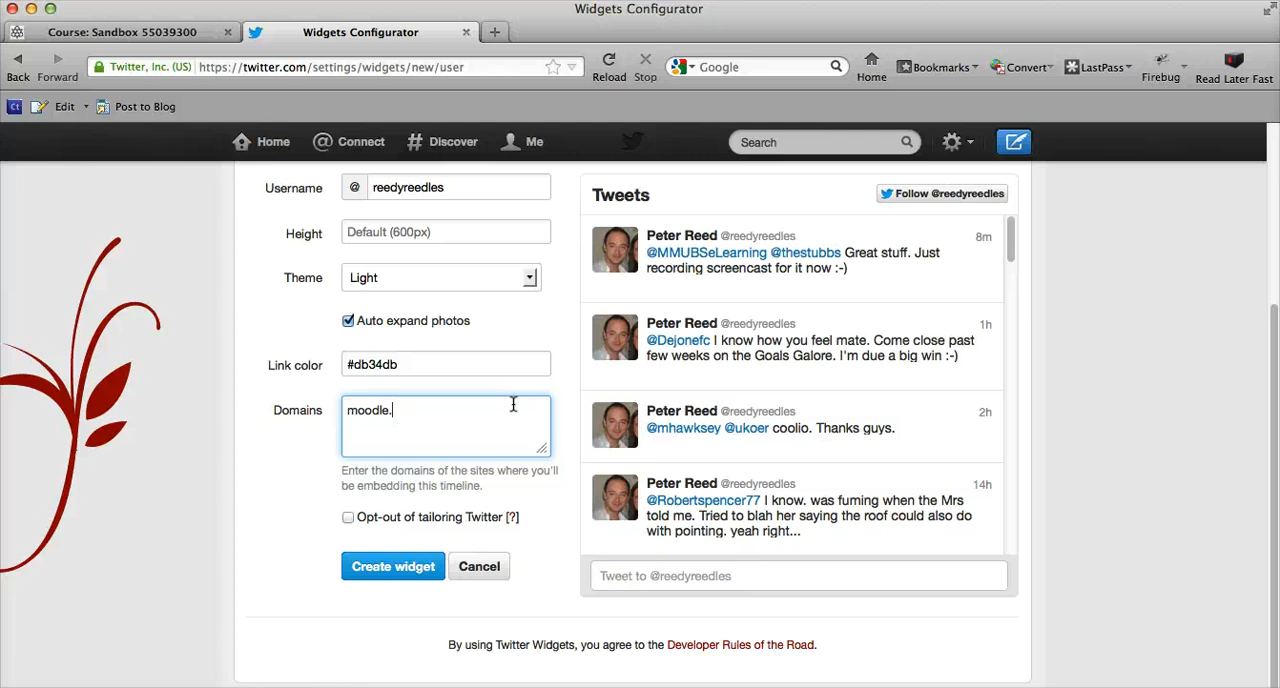 Widgets Configurator
Course: Sandbox 55039300
Widgets Configurator
Back Forward
Twitter, Inc. (US) https://twitter.com/settings/widgets/new/user
Reload Stop
Google
Home
Bookmarks
Convert
LastPass
Firebug
Read Later Fast
Ct Edit Post to Blog
Home @ Connect # Discover Me
Search
Username @ reedyreedles
Height Default (600px)
Theme Light
Auto expand photos
Link color #db34db
Domains moodle.
Enter the domains of the sites where you'll
be embedding this timeline.
Opt-out of tailoring Twitter [?]
Create widget Cancel
Tweets
Follow @reedyreedles
Peter Reed @reedyreedles 8m
@MMUBSeLearning @thestubbs Great stuff. Just
recording screencast for it now :-)
Peter Reed @reedyreedles 1h
@Dejonefc I know how you feel mate. Come close past
few weeks on the Goals Galore. I'm due a big win :-)
Peter Reed @reedyreedles 2h
@mhawksey @ukoer coolio. Thanks guys.
Peter Reed @reedyreedles 14h
@Robertspencer77 I know. was fuming when the Mrs
told me. Tried to blah her saying the roof could also do
with pointing. yeah right...
Tweet to @reedyreedles
By using Twitter Widgets, you agree to the Developer Rules of the Road.